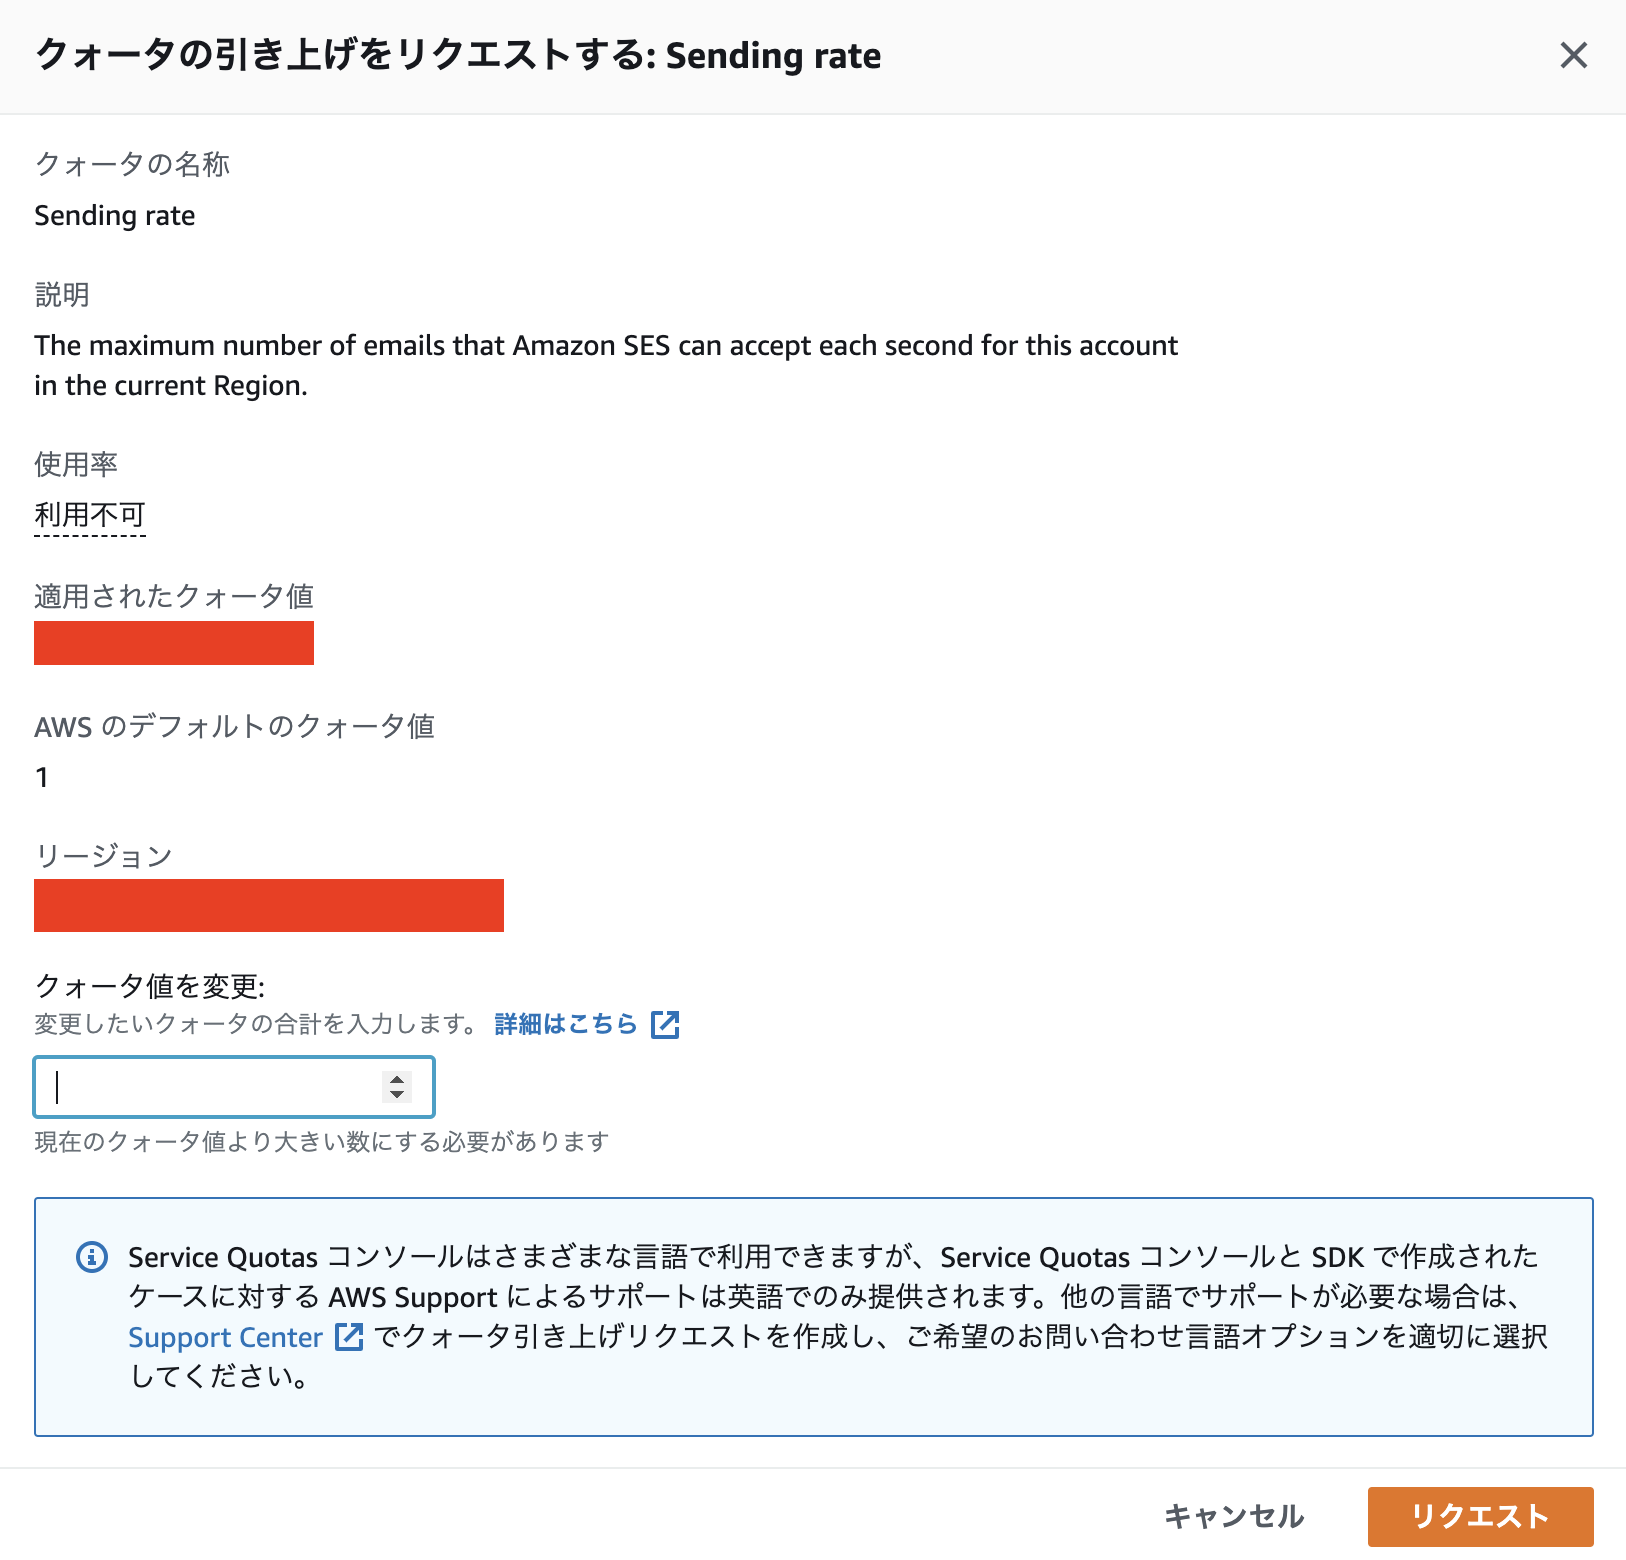 クォータの引き上げをリクエストする: Sending rate
クォータの名称
Sending rate
説明
The maximum number of emails that Amazon SES can accept each second for this account
in the current Region.
使用率
利用不可
適用されたクォータ値
AWS のデフォルトのクォータ値
1
リージョン
クォータ値を変更:
変更したいクォータの合計を入力します。 詳細はこちら
現在のクォータ値より大きい数にする必要があります
Service Quotas コンソールはさまざまな言語で利用できますが、Service Quotas コンソールと SDK で作成された
ケースに対する AWS Support によるサポートは英語でのみ提供されます。他の言語でサポートが必要な場合は、
Support Center でクォータ引き上げリクエストを作成し、ご希望のお問い合わせ言語オプションを適切に選択
してください。
キャンセル
リクエスト